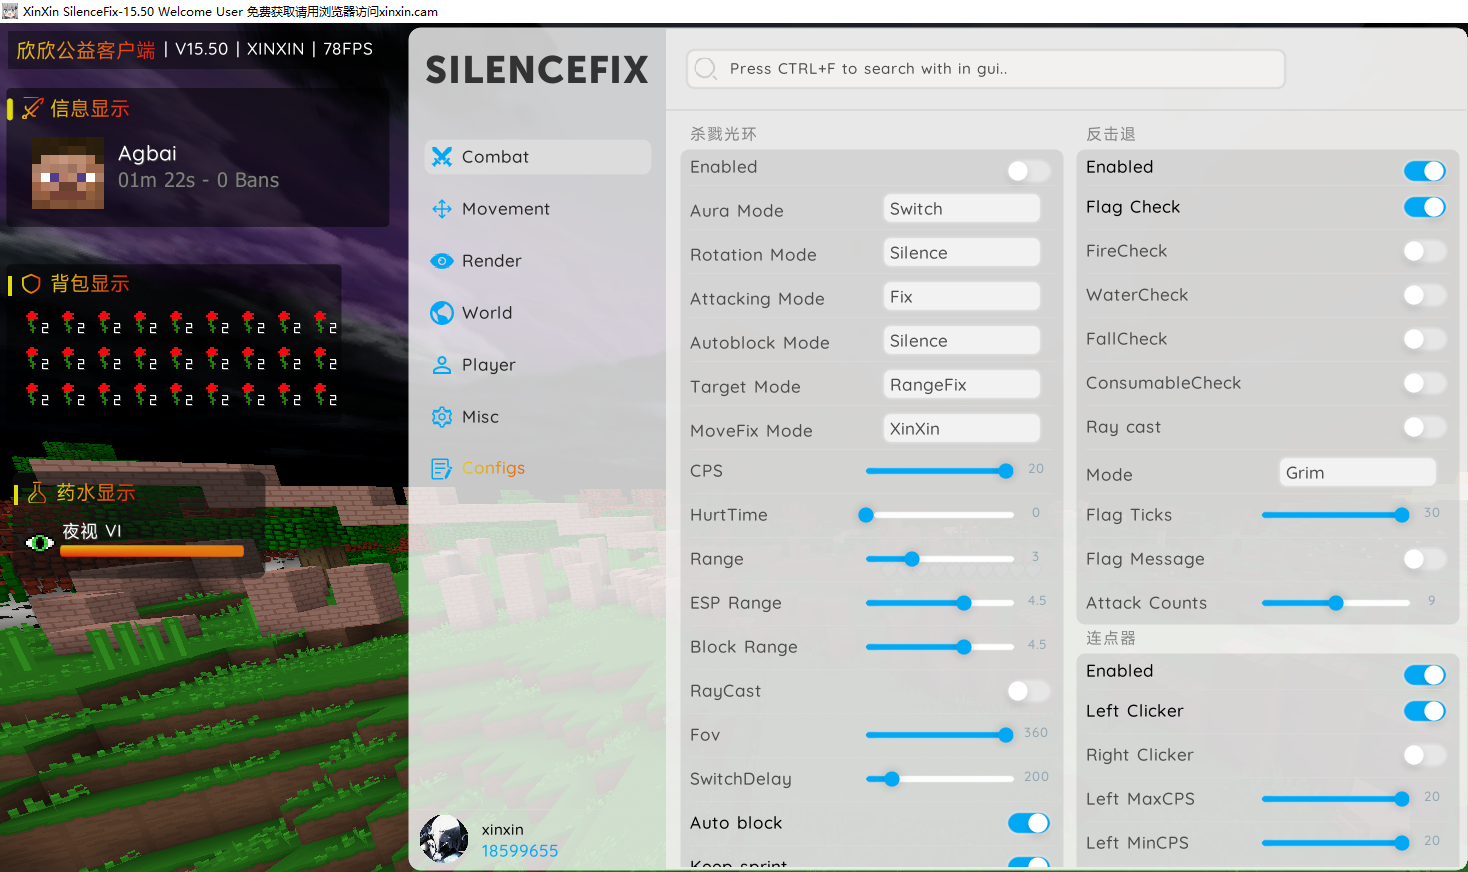 XinXin SilenceFix-15.50 Welcome User 免费获取请用浏览器访问xinxin.cam
欣欣公益客户端 | V15.50 | XINXIN | 78FPS
信息显示
Agbai
01m 22s - 0 Bans
背包显示
2 2 2 2 2 2 2 2 2
2 2 2 2 2 2 2 2 2
2 2 2 2 2 2 2 2 2
药水显示
夜视 VI
SILENCEFIX
Combat
Movement
Render
World
Player
Misc
Configs
xinxin
18599655
Press CTRL+F to search with in gui..
杀戮光环
Enabled
Aura Mode Switch
Rotation Mode Silence
Attacking Mode Fix
Autoblock Mode Silence
Target Mode RangeFix
MoveFix Mode XinXin
CPS 20
HurtTime 0
Range 3
ESP Range 4.5
Block Range 4.5
RayCast
Fov 360
SwitchDelay 200
Auto block
Keep sprint
反击退
Enabled
Flag Check
FireCheck
WaterCheck
FallCheck
ConsumableCheck
Ray cast
Mode Grim
Flag Ticks 30
Flag Message
Attack Counts 9
连点器
Enabled
Left Clicker
Right Clicker
Left MaxCPS 20
Left MinCPS 20